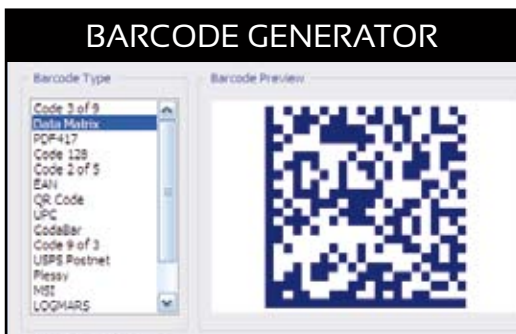 BARCODE GENERATOR
Barcode Type
Barcode Preview
Code 3 of 9
Data Matrix
PDF417
Code 128
Code 2 of 5
EAN
QR Code
UPC
CodaBar
Code 9 of 3
USPS Postnet
Plessy
MSI
LOGMARS